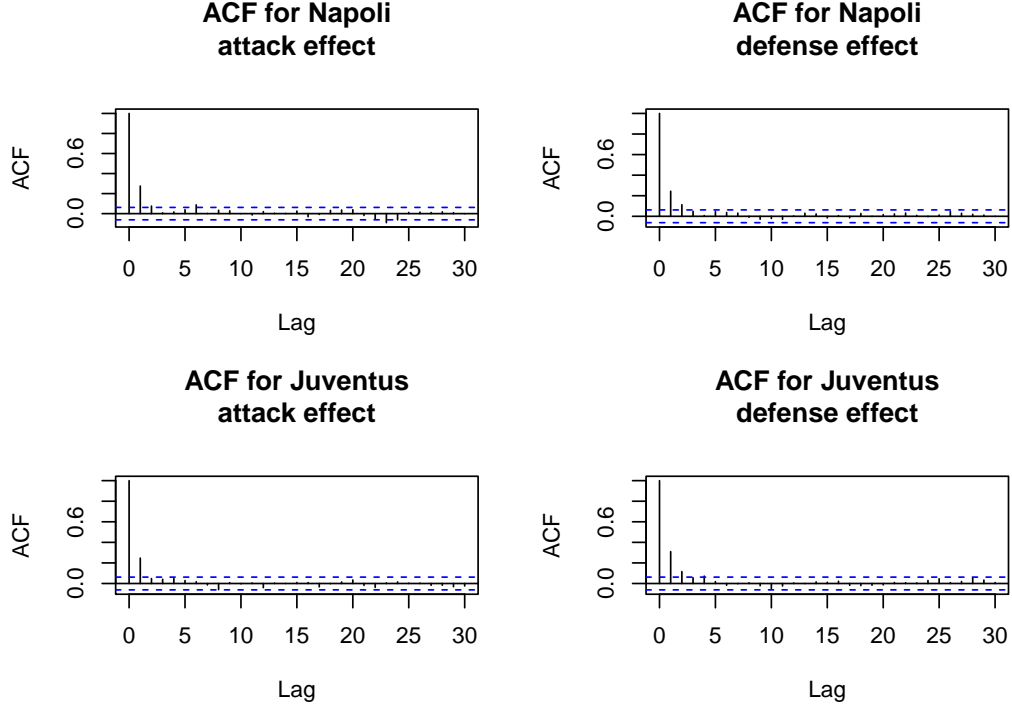 ACF for Napoli
attack effect
ACF
0.0 0.6
0 5 10 15 20 25 30
Lag
ACF for Napoli
defense effect
ACF
0.0 0.6
0 5 10 15 20 25 30
Lag
ACF for Juventus
attack effect
ACF
0.0 0.6
0 5 10 15 20 25 30
Lag
ACF for Juventus
defense effect
ACF
0.0 0.6
0 5 10 15 20 25 30
Lag